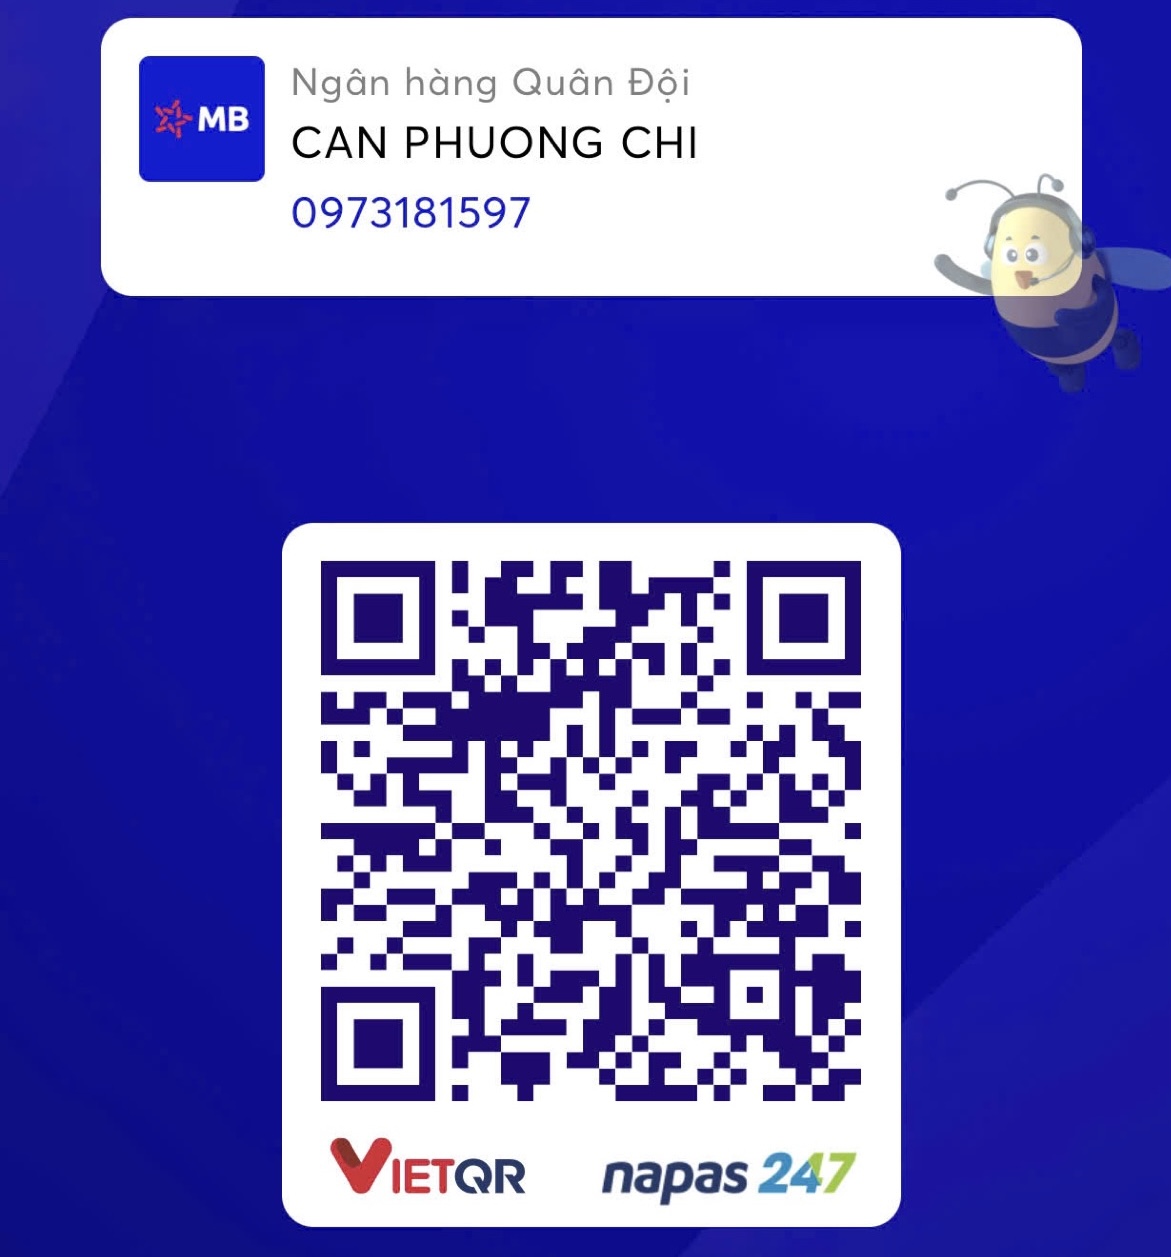 MB
Ngân hàng Quân Đội
CAN PHUONG CHI
0973181597
VIETQR
napas 247